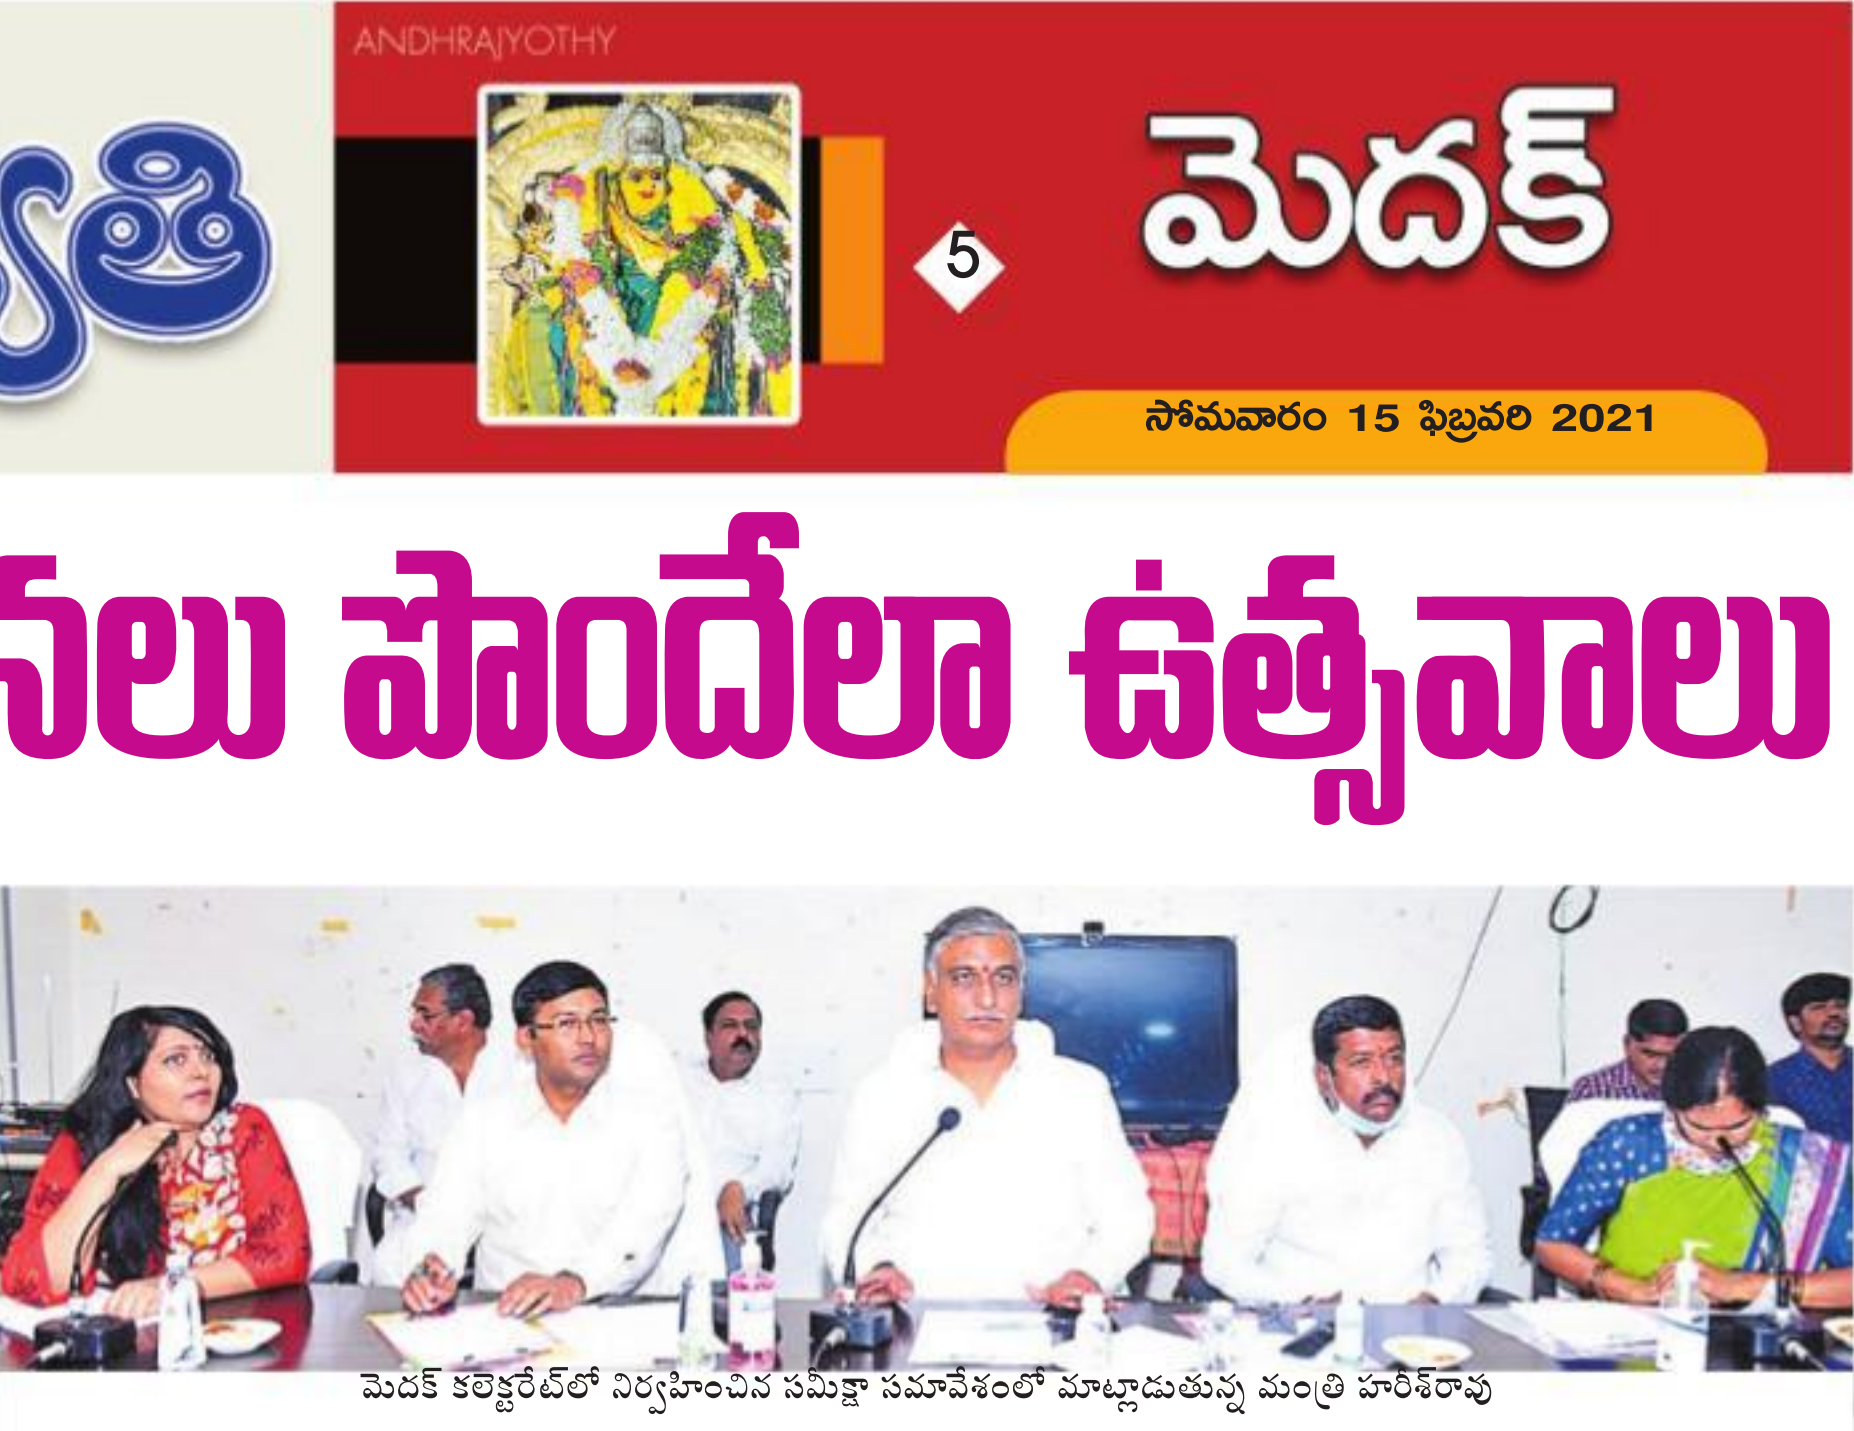 ANDHRAJYOTHY
మెదక్
5
సోమవారం 15 ఫిబ్రవరి 2021
పొందేలా ఉత్సవాలు
మెదక్ కలెక్టరేట్‌లో నిర్వహించిన సమీక్షా సమావేశంలో మాట్లాడుతున్న మంత్రి హరీశ్‌రావు